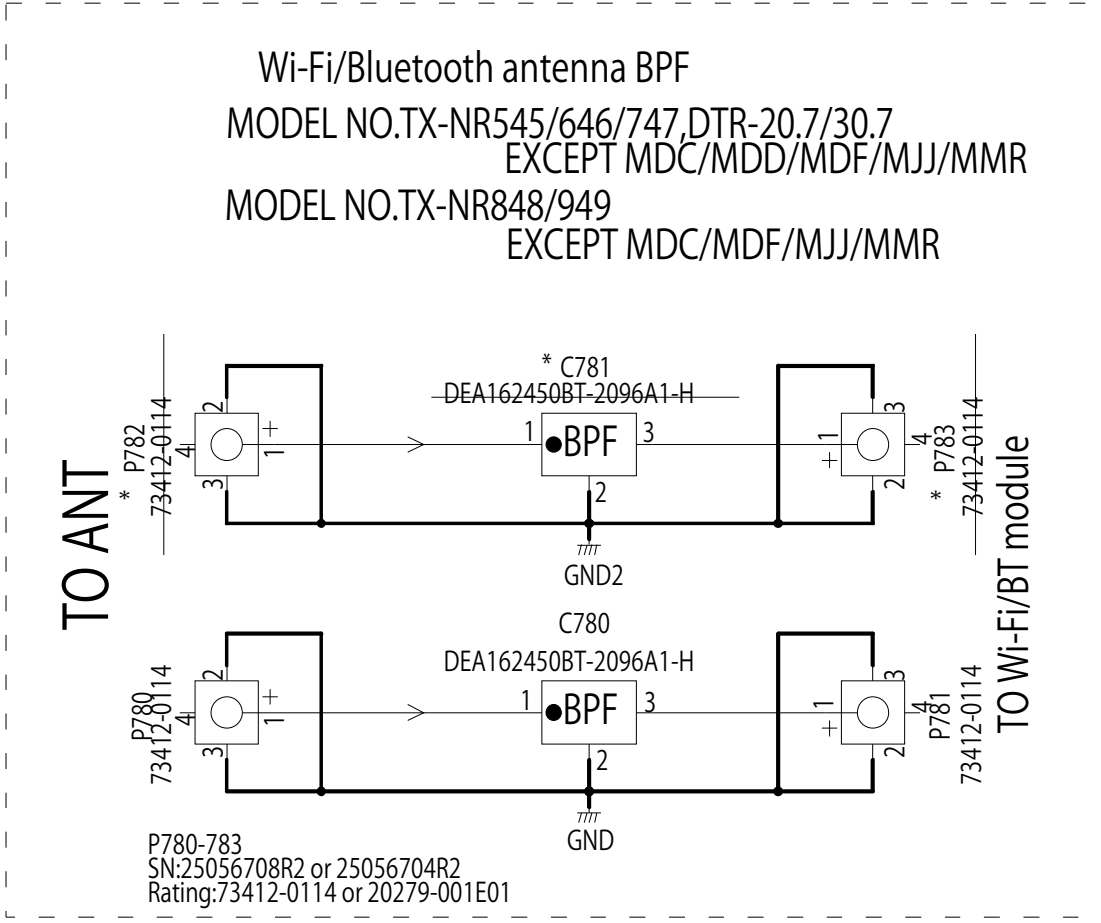 Wi-Fi/Bluetooth antenna BPF
MODEL NO.TX-NR545/646/747,DTR-20.7/30.7
EXCEPT MDC/MDD/MDF/MJJ/MMR
MODEL NO.TX-NR848/949
EXCEPT MDC/MDF/MJJ/MMR
TO ANT
* P782
73412-0114
4
2
3
+
1
>
* C781
DEA162450BT-2096A1-H
1
BPF
3
2
GND2
+ 1
3
2
4
* P783
73412-0114
TO Wi-Fi/BT module
P780
73412-0114
4
2
3
+
1
>
C780
DEA162450BT-2096A1-H
1
BPF
3
2
GND
+ 1
3
2
4
P781
73412-0114
P780-783
SN:25056708R2 or 25056704R2
Rating:73412-0114 or 20279-001E01